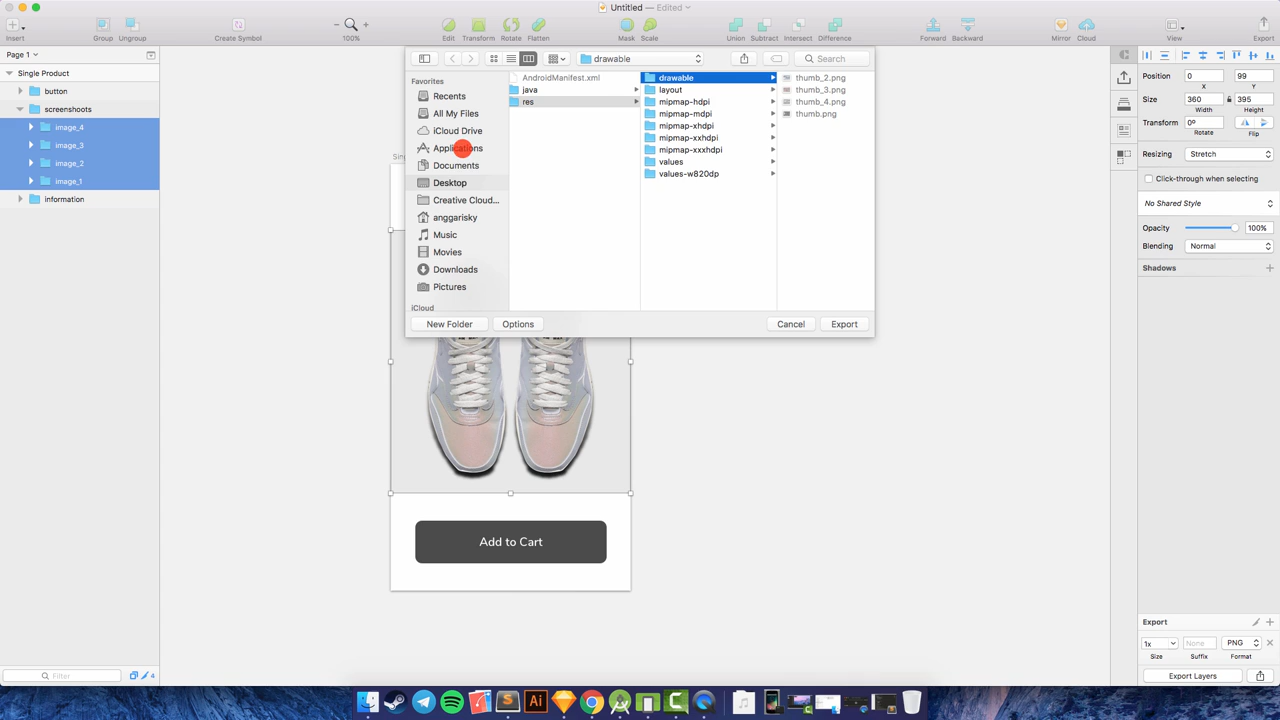 Untitled — Edited
Insert
Group
Ungroup
Create Symbol
100%
Edit
Transform
Rotate
Flatten
Mask
Scale
Union
Subtract
Intersect
Difference
Forward
Backward
Mirror
Cloud
View
Export
Page 1
Single Product
button
screenshoots
image_4
image_3
image_2
image_1
information
Filter
4
drawable
Search
Favorites
Recents
All My Files
iCloud Drive
Applications
Documents
Desktop
Creative Cloud...
anggarisky
Music
Movies
Downloads
Pictures
iCloud
AndroidManifest.xml
java
res
drawable
layout
mipmap-hdpi
mipmap-mdpi
mipmap-xhdpi
mipmap-xxhdpi
mipmap-xxxhdpi
values
values-w820dp
thumb_2.png
thumb_3.png
thumb_4.png
thumb.png
New Folder
Options
Cancel
Export
Add to Cart
Position
0
99
X
Y
Size
360
395
Width
Height
Transform
0º
Rotate
Flip
Resizing
Stretch
Click-through when selecting
No Shared Style
Opacity
100%
Blending
Normal
Shadows
Export
1x
None
PNG
Size
Suffix
Format
Export Layers